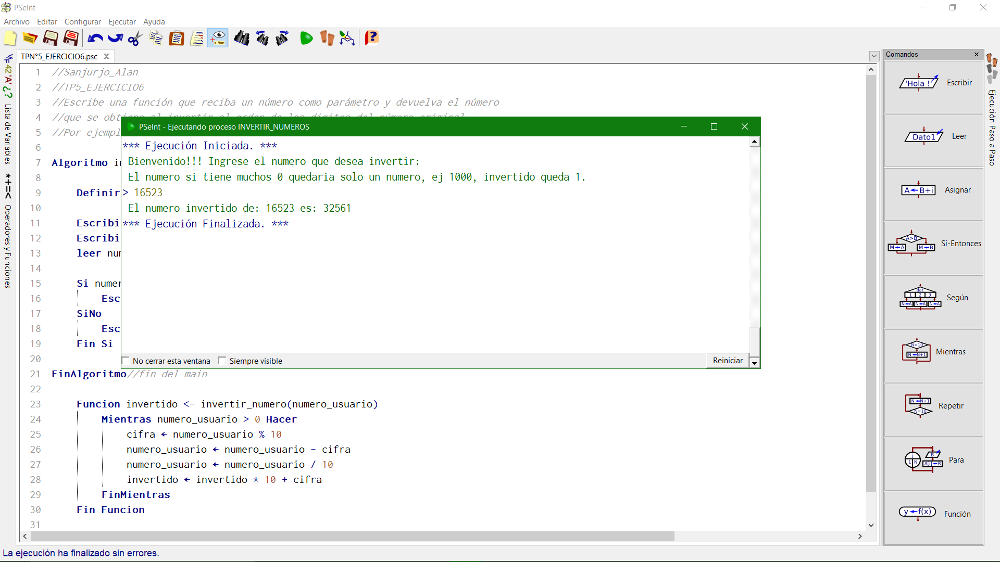 PSeInt
Archivo Editar Configurar Ejecutar Ayuda
TPN°5_EJERCICIO6.psc
1 //Sanjurjo_Alan
2 //TP5_EJERCICIO6
3 //Escribe una función que reciba un número como parámetro y devuelva el número
4 //que se
5 //Por
6
7 Algoritmo
8
9 Definir
10
11 Escribi
12 Escribi
13 leer
14
15 Si
16 Esc
17 SiNo
18 Esc
19 Fin Si
20
21 FinAlgoritmo//fin del main
22
23 Funcion invertido <- invertir_numero(numero_usuario)
24 Mientras numero_usuario > 0 Hacer
25 cifra ← numero_usuario % 10
26 numero_usuario ← numero_usuario - cifra
27 numero_usuario ← numero_usuario / 10
28 invertido ← invertido * 10 + cifra
29 FinMientras
30 Fin Funcion
31
PSeInt - Ejecutando proceso INVERTIR_NUMEROS
*** Ejecución Iniciada. ***
Bienvenido!!! Ingrese el numero que desea invertir:
El numero si tiene muchos 0 quedaria solo un numero, ej 1000, invertido queda 1.
> 16523
El numero invertido de: 16523 es: 32561
*** Ejecución Finalizada. ***
No cerrar esta ventana Siempre visible Reiniciar
Lista de Variables
*+=< Operadores y Funciones
Comandos
'Hola !' Escribir
Dato1 Leer
A←B+i Asignar
A>B M←A M←B Si-Entonces
dat 1 2 3 N←A N←A N←A Según
N<10 N←N+1 Mientras
N←N+1 N=10 Repetir
1 N B A[i]←B Para
y←f(x) Función
Ejecución Paso a Paso
La ejecución ha finalizado sin errores.